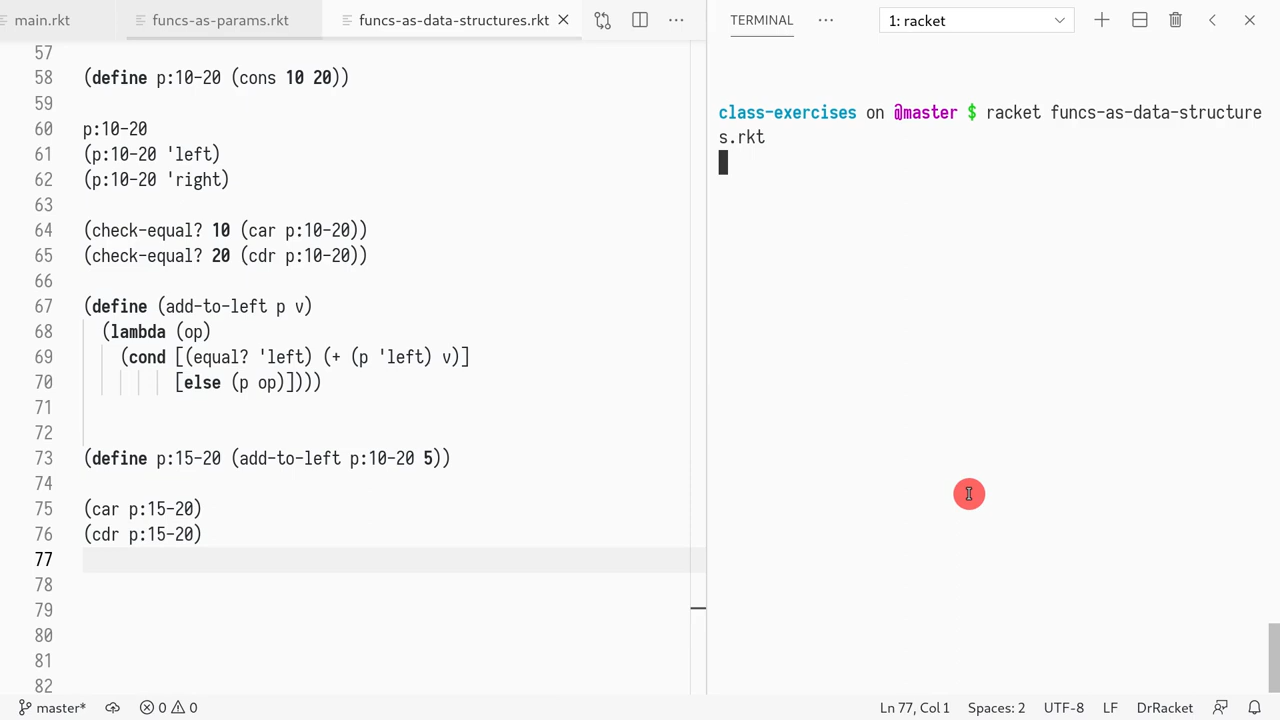 main.rkt funcs-as-params.rkt funcs-as-data-structures.rkt
57
58 (define p:10-20 (cons 10 20))
59
60 p:10-20
61 (p:10-20 'left)
62 (p:10-20 'right)
63
64 (check-equal? 10 (car p:10-20))
65 (check-equal? 20 (cdr p:10-20))
66
67 (define (add-to-left p v)
68 (lambda (op)
69 (cond [(equal? 'left) (+ (p 'left) v)]
70 [else (p op)])))
71
72
73 (define p:15-20 (add-to-left p:10-20 5))
74
75 (car p:15-20)
76 (cdr p:15-20)
77
78
79
80
81
82
TERMINAL 1: racket
class-exercises on @master $ racket funcs-as-data-structure
s.rkt
master* 0 0 Ln 77, Col 1 Spaces: 2 UTF-8 LF DrRacket